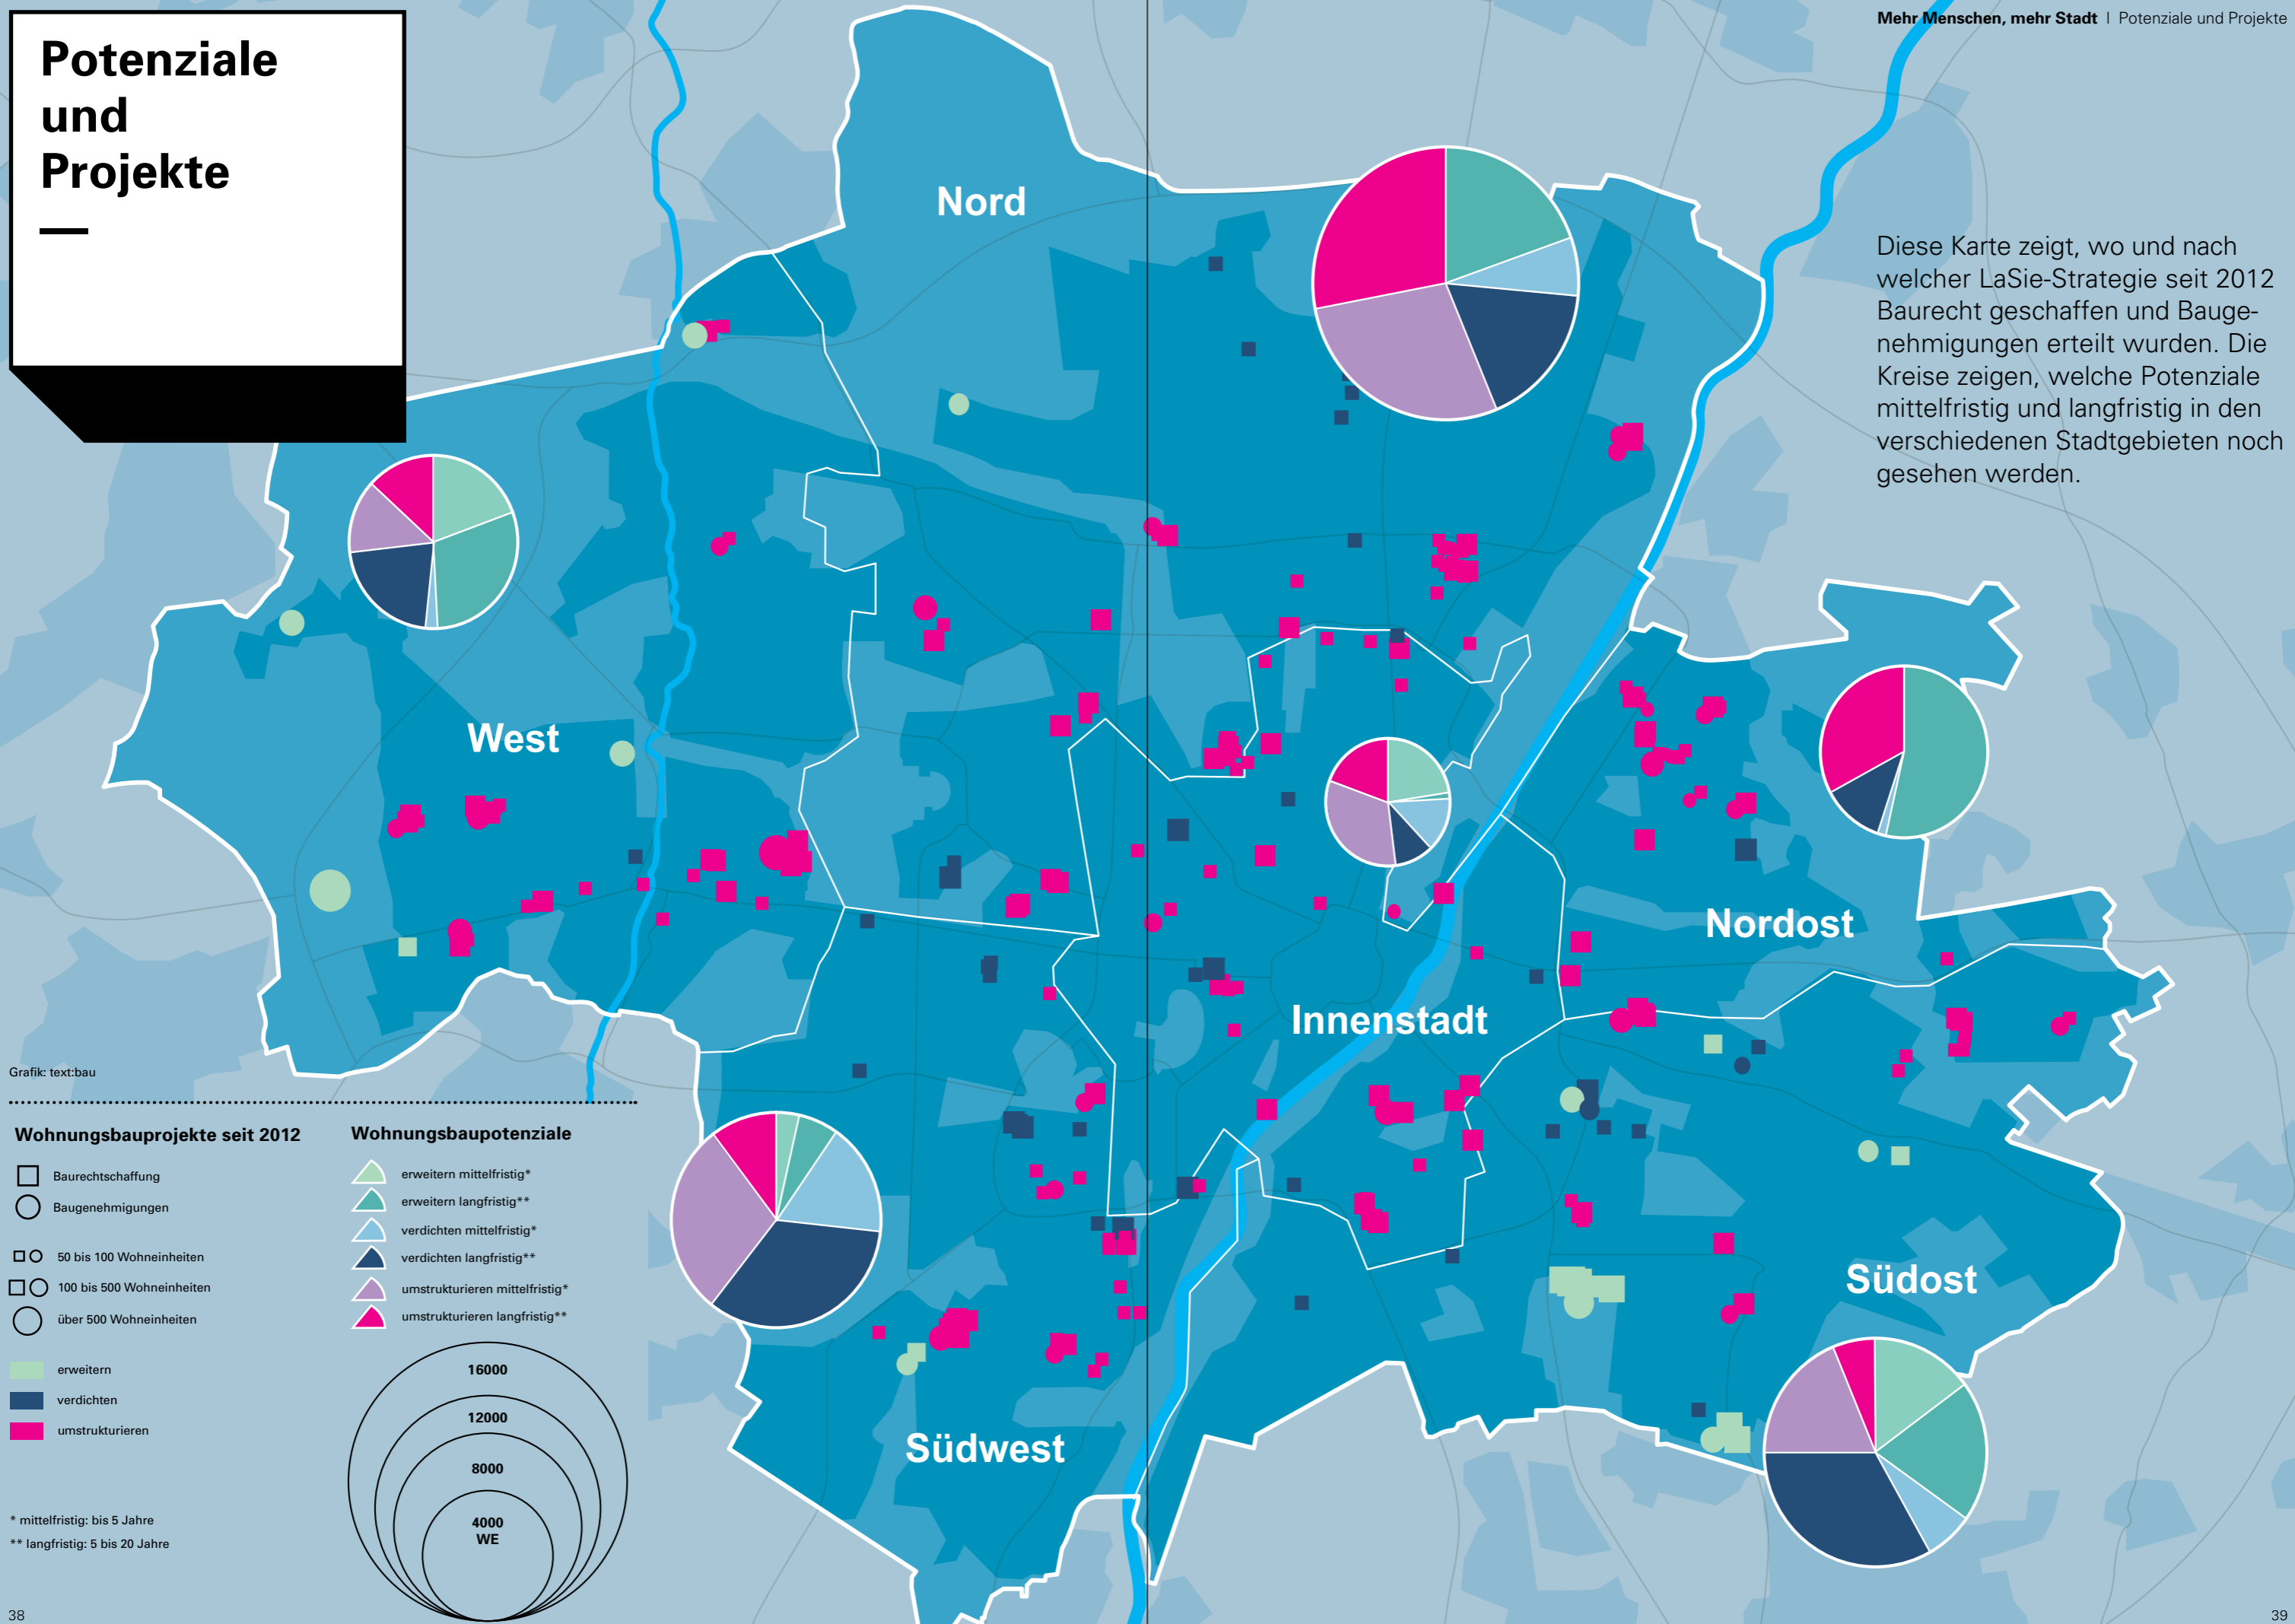 Potenziale
und
Projekte
Mehr Menschen, mehr Stadt | Potenziale und Projekte
Diese Karte zeigt, wo und nach
welcher LaSie-Strategie seit 2012
Baurecht geschaffen und Bauge-
nehmigungen erteilt wurden. Die
Kreise zeigen, welche Potenziale
mittelfristig und langfristig in den
verschiedenen Stadtgebieten noch
gesehen werden.
Nord
West
Nordost
Innenstadt
Südost
Südwest
Grafik: text:bau
Wohnungsbauprojekte seit 2012
Baurechtschaffung
Baugenehmigungen
50 bis 100 Wohneinheiten
100 bis 500 Wohneinheiten
über 500 Wohneinheiten
erweitern
verdichten
umstrukturieren
* mittelfristig: bis 5 Jahre
** langfristig: 5 bis 20 Jahre
Wohnungsbaupotenziale
erweitern mittelfristig*
erweitern langfristig**
verdichten mittelfristig*
verdichten langfristig**
umstrukturieren mittelfristig*
umstrukturieren langfristig**
16000
12000
8000
4000
WE
38
39